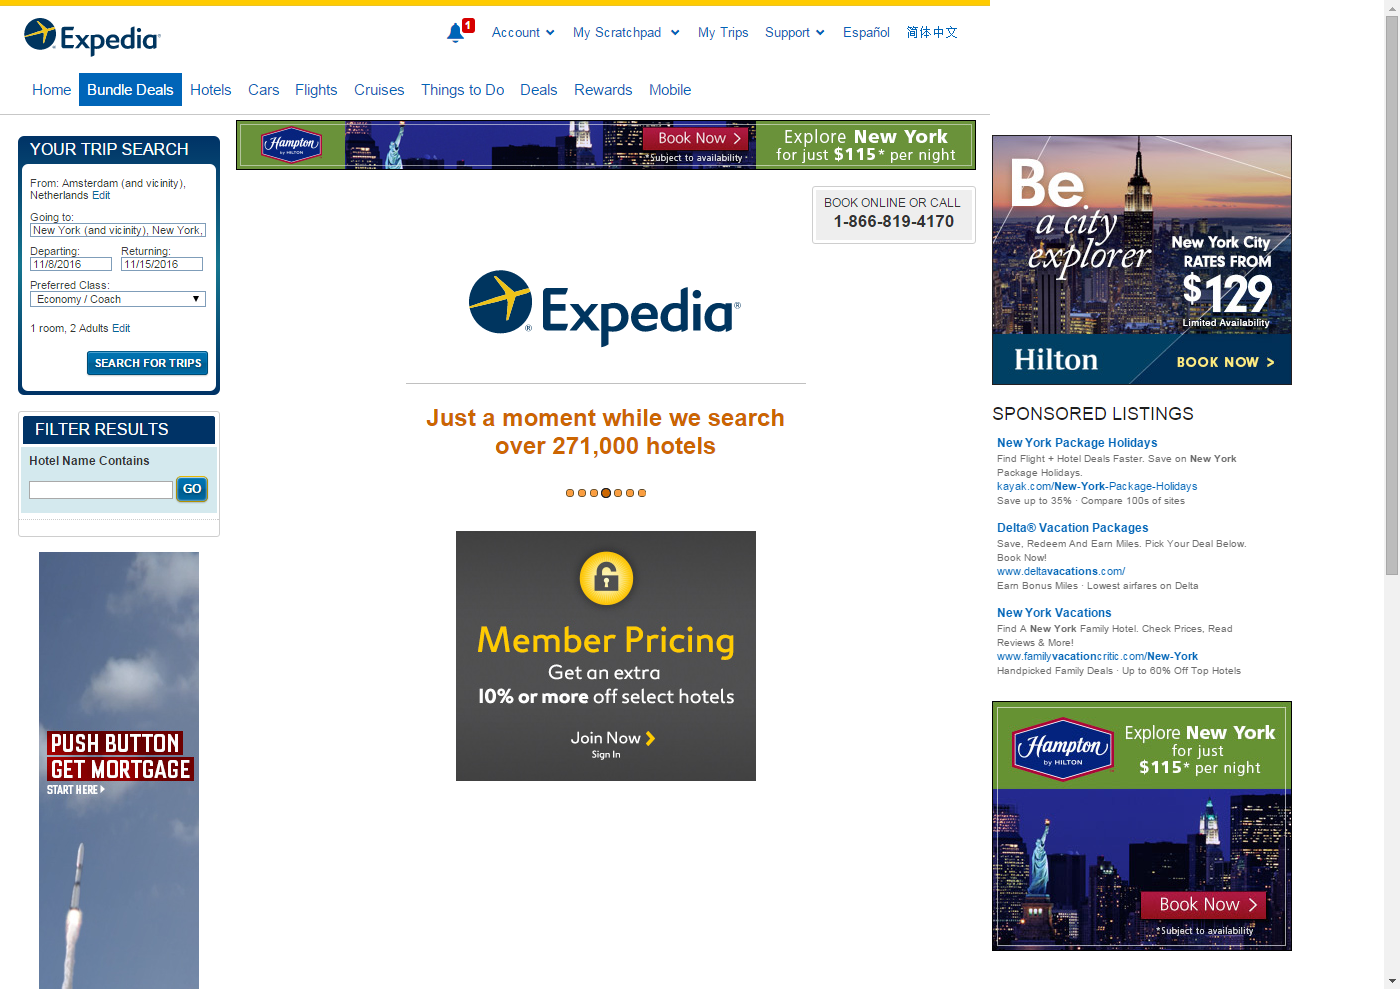 Expedia
1
Account
My Scratchpad
My Trips
Support
Español
简体中文
Home
Bundle Deals
Hotels
Cars
Flights
Cruises
Things to Do
Deals
Rewards
Mobile
YOUR TRIP SEARCH
From: Amsterdam (and vicinity),
Netherlands Edit
Going to:
New York (and vicinity), New York,
Departing:
Returning:
11/8/2016
11/15/2016
Preferred Class:
Economy / Coach
1 room, 2 Adults Edit
SEARCH FOR TRIPS
FILTER RESULTS
Hotel Name Contains
GO
PUSH BUTTON
GET MORTGAGE
START HERE
Hampton
by HILTON
Book Now >
*Subject to availability
Explore New York
for just $115* per night
BOOK ONLINE OR CALL
1-866-819-4170
Expedia®
Just a moment while we search
over 271,000 hotels
Member Pricing
Get an extra
10% or more off select hotels
Join Now
Sign In
Be
a city
explorer
New York City
RATES FROM
$129
Limited Availability
Hilton
BOOK NOW >
SPONSORED LISTINGS
New York Package Holidays
Find Flight + Hotel Deals Faster. Save on New York
Package Holidays.
kayak.com/New-York-Package-Holidays
Save up to 35% · Compare 100s of sites
Delta® Vacation Packages
Save, Redeem And Earn Miles. Pick Your Deal Below.
Book Now!
www.deltavacations.com/
Earn Bonus Miles · Lowest airfares on Delta
New York Vacations
Find A New York Family Hotel. Check Prices, Read
Reviews & More!
www.familyvacationcritic.com/New-York
Handpicked Family Deals · Up to 60% Off Top Hotels
Hampton
by HILTON
Explore New York
for just
$115* per night
Book Now >
*Subject to availability